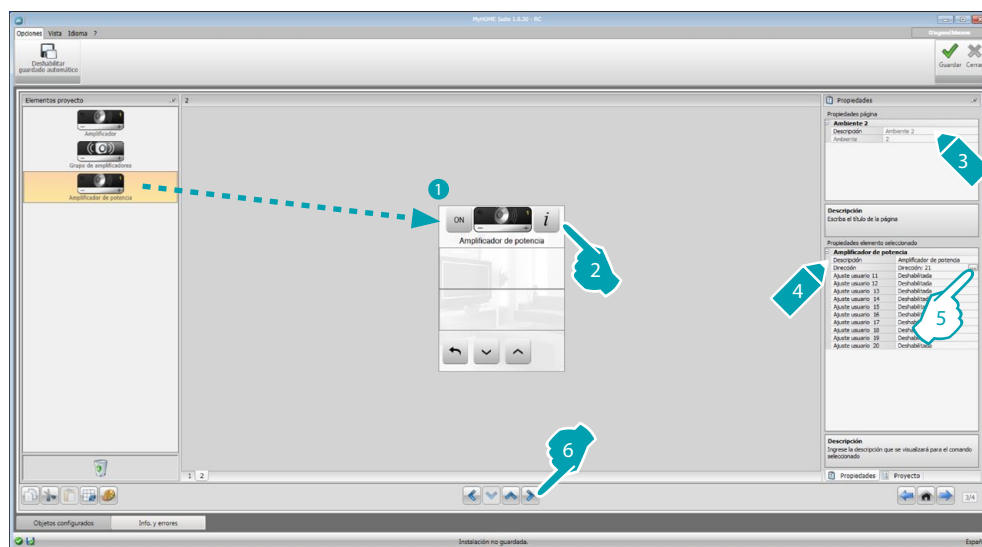 MyHOME Suite 1.0.30 - RC
Opciones Vista Idioma ?
Deshabilitar
guardado automático
Guardar Cerrar
Elementos proyecto
Amplificador
Grupo de amplificadores
Amplificador de potencia
2
1
ON
i
Amplificador de potencia
2
Propiedades
Propiedades página
Ambiente 2
Descripción Ambiente 2
Ambiente 2
3
Descripción
Escriba el título de la página
Propiedades elemento seleccionado
Amplificador de potencia
Descripción Amplificador de potencia
Dirección Dirección: 21
Ajuste usuario 11 Deshabilitada
Ajuste usuario 12 Deshabilitada
Ajuste usuario 13 Deshabilitada
Ajuste usuario 14 Deshabilitada
Ajuste usuario 15 Deshabilitada
Ajuste usuario 16 Deshabilitada
Ajuste usuario 17 Deshabilitada
Ajuste usuario 18 Deshabilitada
Ajuste usuario 19 Deshabilitada
Ajuste usuario 20 Deshabilitada
4
5
Descripción
Ingrese la descripción que se visualizará para el comando
seleccionado
6
1 2
Propiedades Proyecto
3/4
Objetos configurados Info. y errores
Instalación no guardada.
Españ